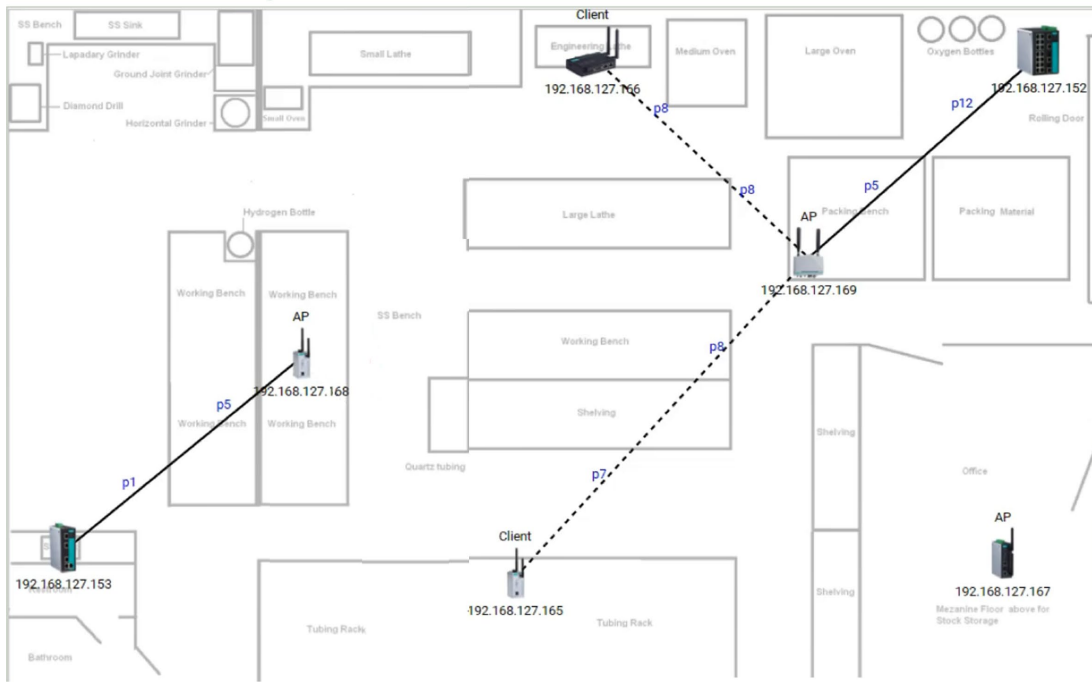 SS Bench
SS Sink
Client
Lapadary Grinder
Small Lathe
Engineering Lathe
Medium Oven
Large Oven
Oxygen Bottles
Ground Joint Grinder
192.168.127.166
192.168.127.152
Diamond Drill
p8
p12
Horizontal Grinder
Small Oven
Rolling Door
p8
p5
Hydrogen Bottle
Large Lathe
AP
Packing Bench
Packing Material
192.168.127.169
Working Bench
Working Bench
AP
SS Bench
Working Bench
p8
192.168.127.168
p5
Shelving
Working Bench
Working Bench
Shelving
Quartz tubing
p7
Office
p1
AP
Client
192.168.127.153
192.168.127.167
Shelving
192.168.127.165
Mezanine Floor above for
Stock Storage
Tubing Rack
Tubing Rack
Bathroom